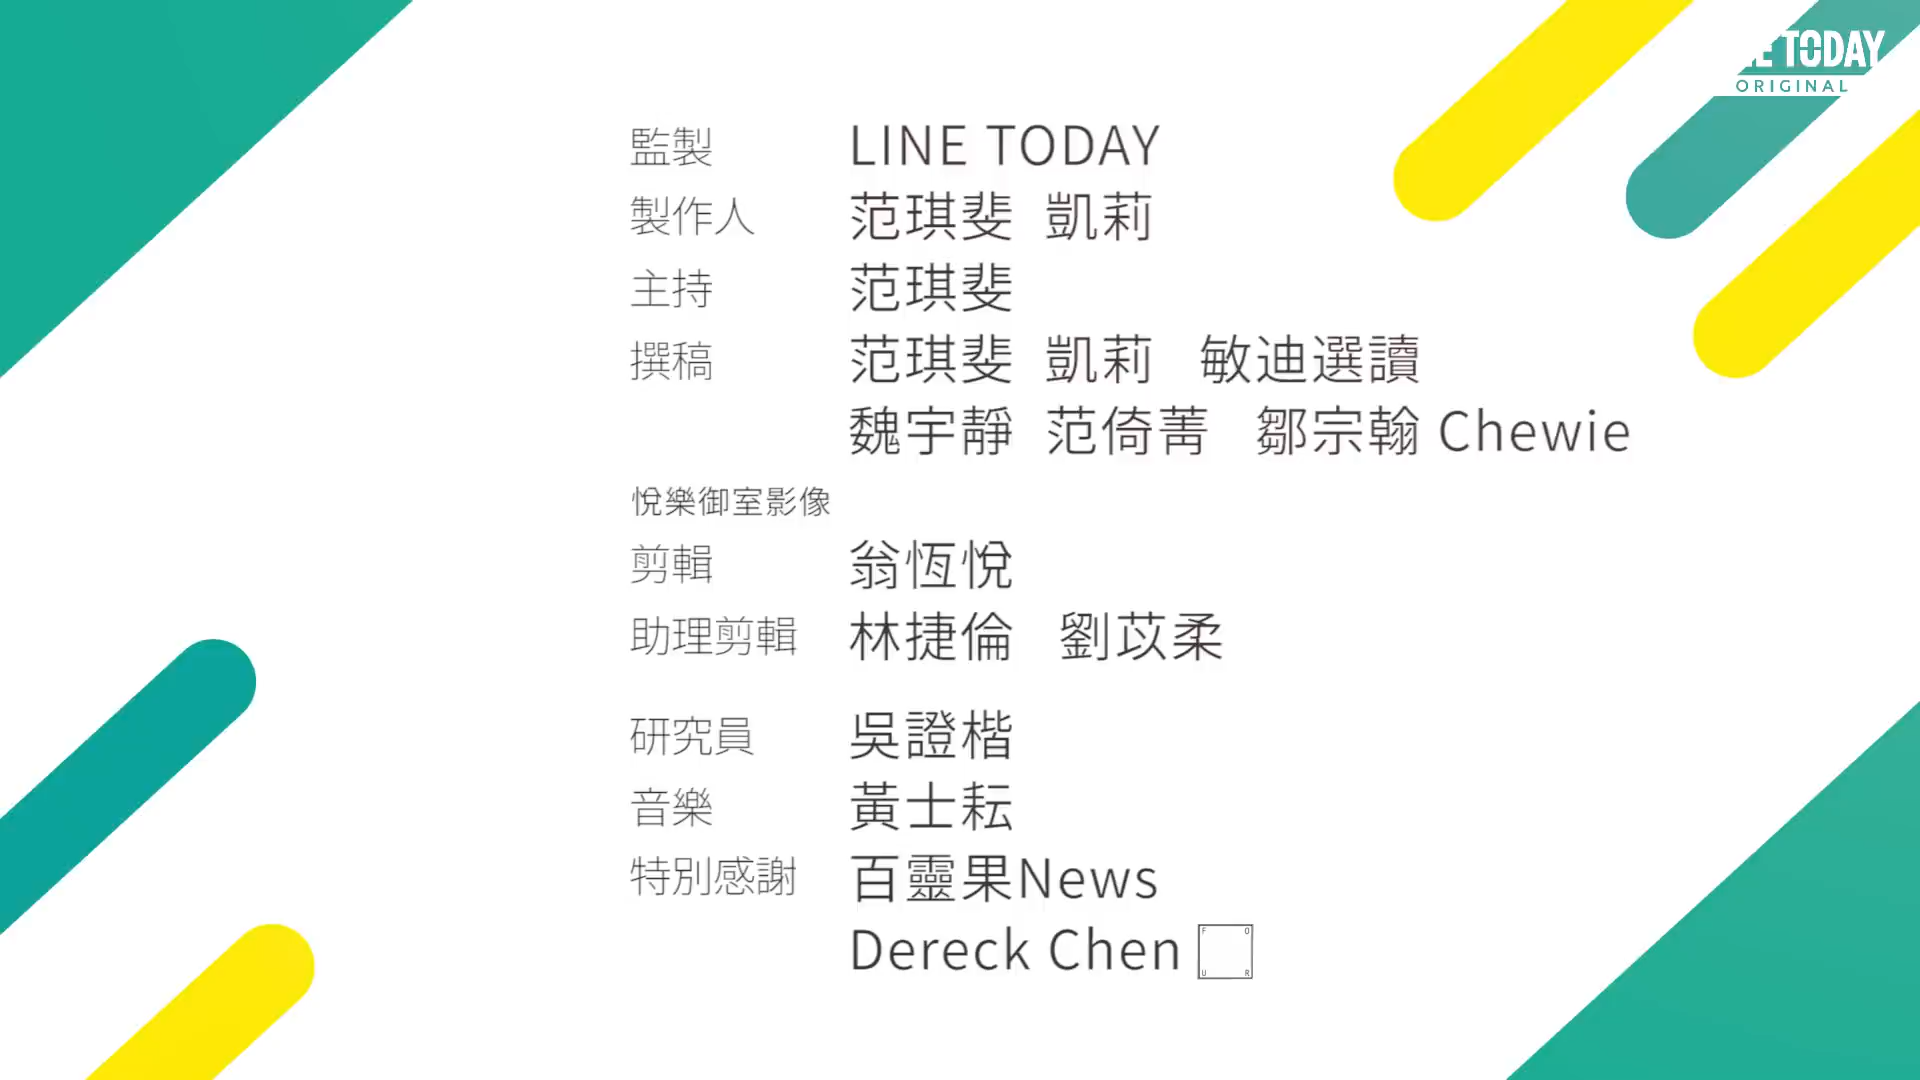 E TODAY
ORIGINAL
監製 LINE TODAY
製作人 范琪斐 凱莉
主持 范琪斐
撰稿 范琪斐 凱莉 敏迪選讀
魏宇靜 范倚菁 鄒宗翰 Chewie
悅樂御室影像
剪輯 翁恆悅
助理剪輯 林捷倫 劉苡柔
研究員 吳證楷
音樂 黃士耘
特別感謝 百靈果News
Dereck Chen
F O
U R